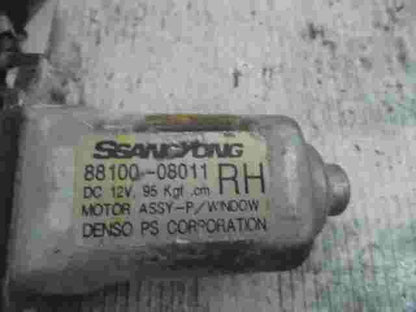 SSANGYONG
88100-08011 RH
DC 12V, 95 Kgf.cm
MOTOR ASSY-P/WINDOW
DENSO PS CORPORATION